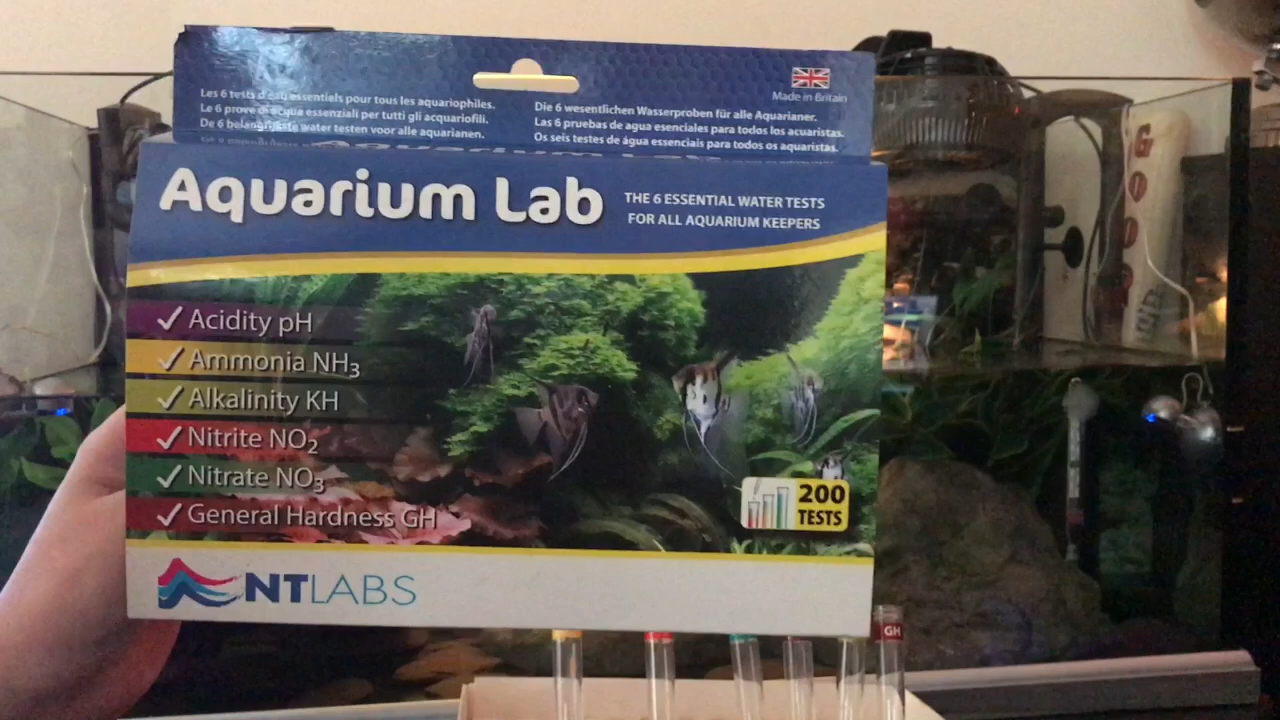 Les 6 tests d'eau essentiels pour tous les aquariophiles.
Le 6 prove di acqua essenziali per tutti gli acquariofili.
De 6 belangrijkste water testen voor alle aquarianen.
Made in Britain
Die 6 wesentlichen Wasserproben für alle Aquarianer.
Las 6 pruebas de agua esenciales para todos los acuaristas.
Os seis testes de água essenciais para todos os aquaristas.
Aquarium Lab
THE 6 ESSENTIAL WATER TESTS
FOR ALL AQUARIUM KEEPERS
Acidity pH
Ammonia NH3
Alkalinity KH
Nitrite NO2
Nitrate NO3
General Hardness GH
200
TESTS
NTLABS
GH